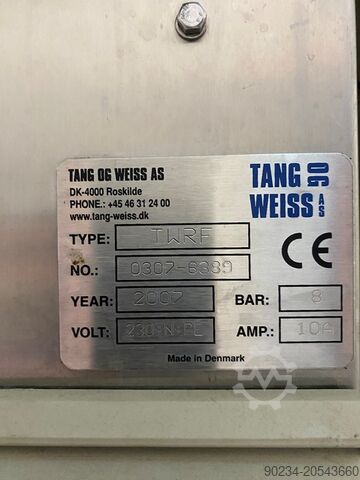 TANG OG WEISS AS
DK-4000 Roskilde
PHONE.: +45 46 31 24 00
www.tang-weiss.dk
TANG OG
WEISS AS
CE
TYPE: TWRF
NO.: 0307-6389
YEAR: 2007 BAR: 8
VOLT: 230+N+PE AMP.: 10A
Made in Denmark
90234-20543660